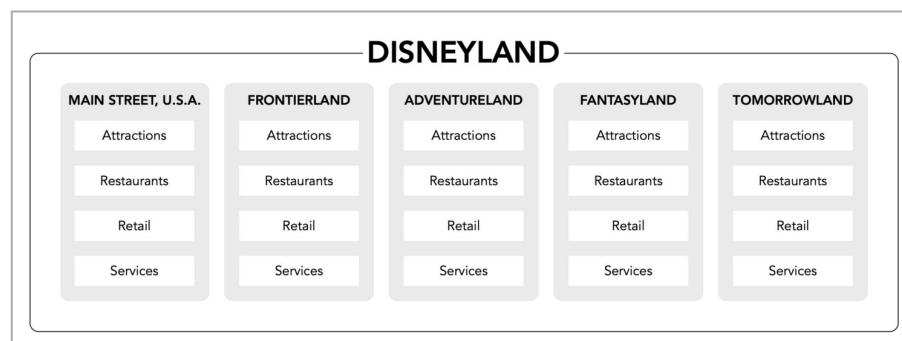 DISNEYLAND
MAIN STREET, U.S.A.
Attractions
Restaurants
Retail
Services
FRONTIERLAND
Attractions
Restaurants
Retail
Services
ADVENTURELAND
Attractions
Restaurants
Retail
Services
FANTASYLAND
Attractions
Restaurants
Retail
Services
TOMORROWLAND
Attractions
Restaurants
Retail
Services